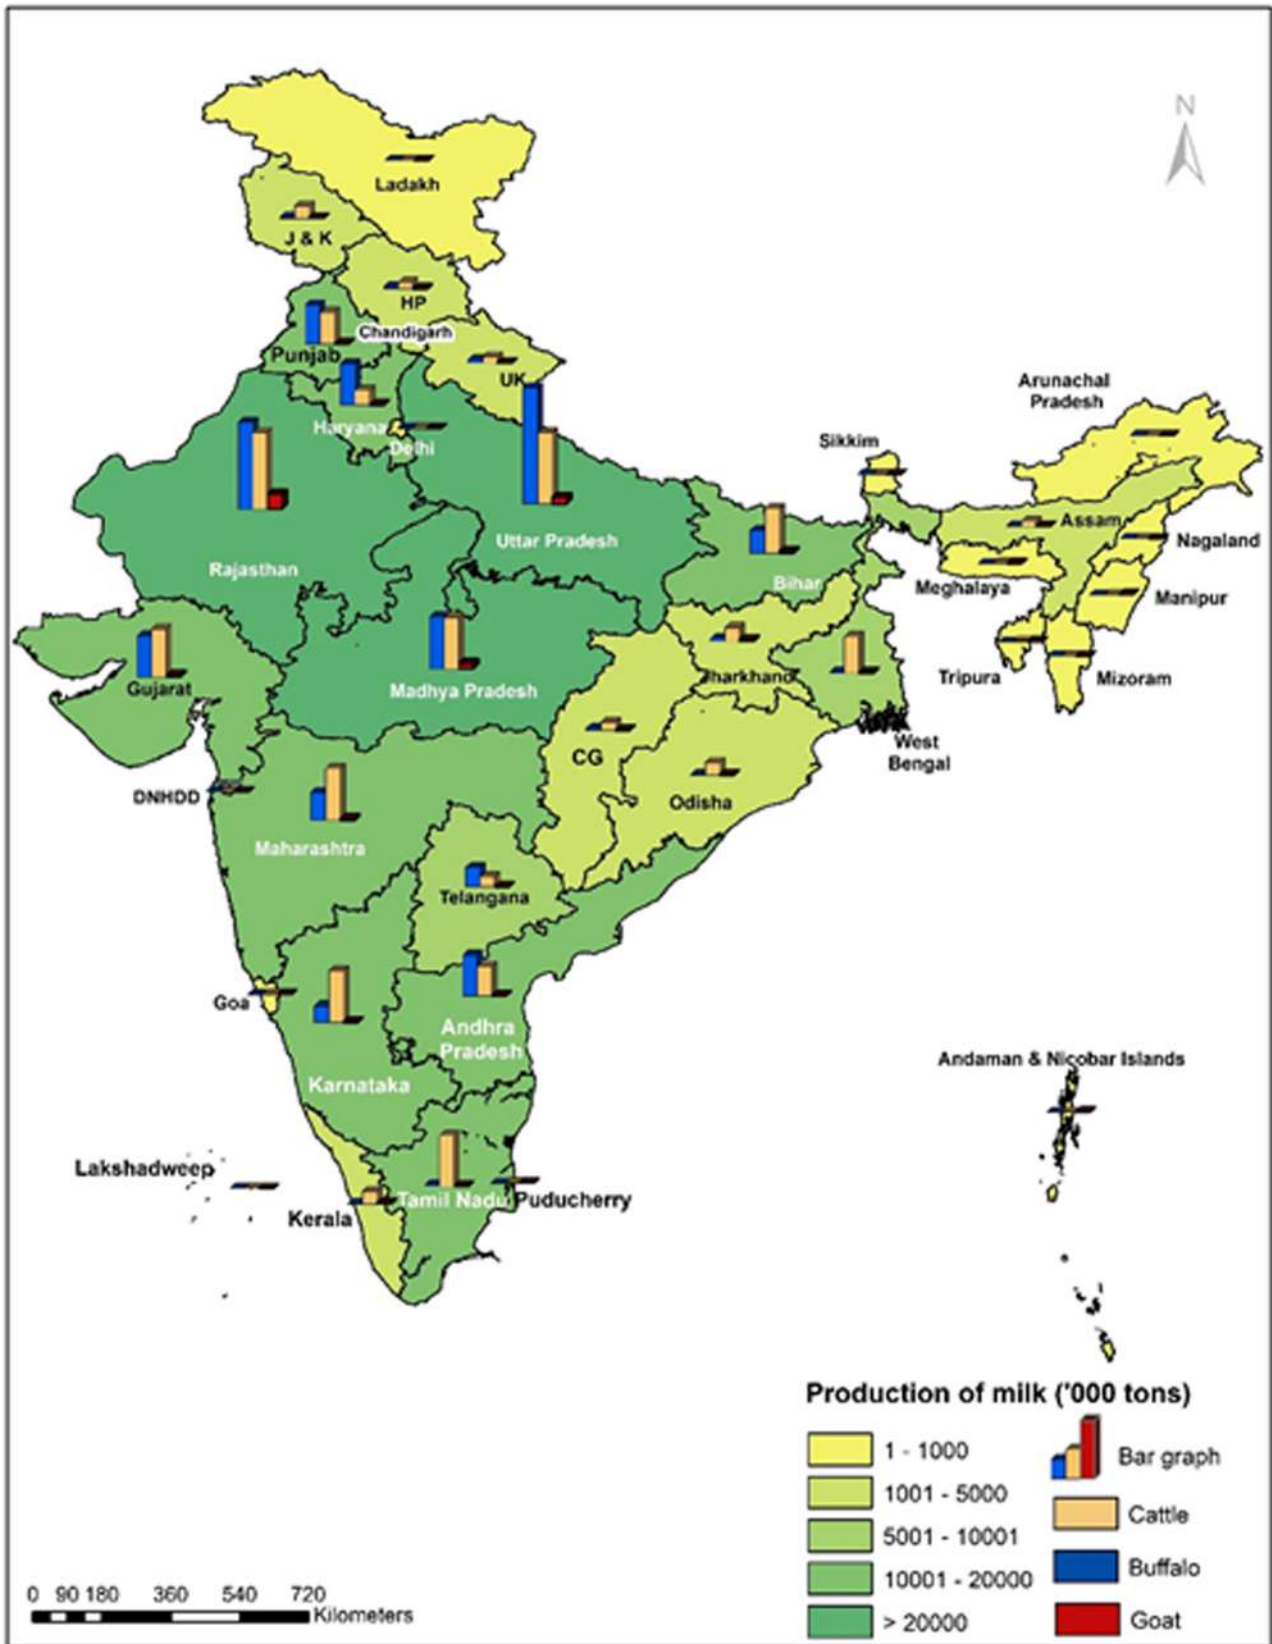 N
Ladakh
J & K
HP
Chandigarh
Punjab
UK
Haryana
Delhi
Arunachal
Pradesh
Sikkim
Assam
Nagaland
Uttar Pradesh
Rajasthan
Bihar
Meghalaya
Manipur
Gujarat
Madhya Pradesh
Jharkhand
Tripura
Mizoram
CG
West
Bengal
DNHDD
Odisha
Maharashtra
Telangana
Goa
Andhra
Pradesh
Karnataka
Andaman & Nicobar Islands
Lakshadweep
Kerala
Tamil Nadu
Puducherry
Production of milk ('000 tons)
1 - 1000
Bar graph
1001 - 5000
Cattle
5001 - 10001
Buffalo
10001 - 20000
Goat
> 20000
0 90 180 360 540 720
Kilometers